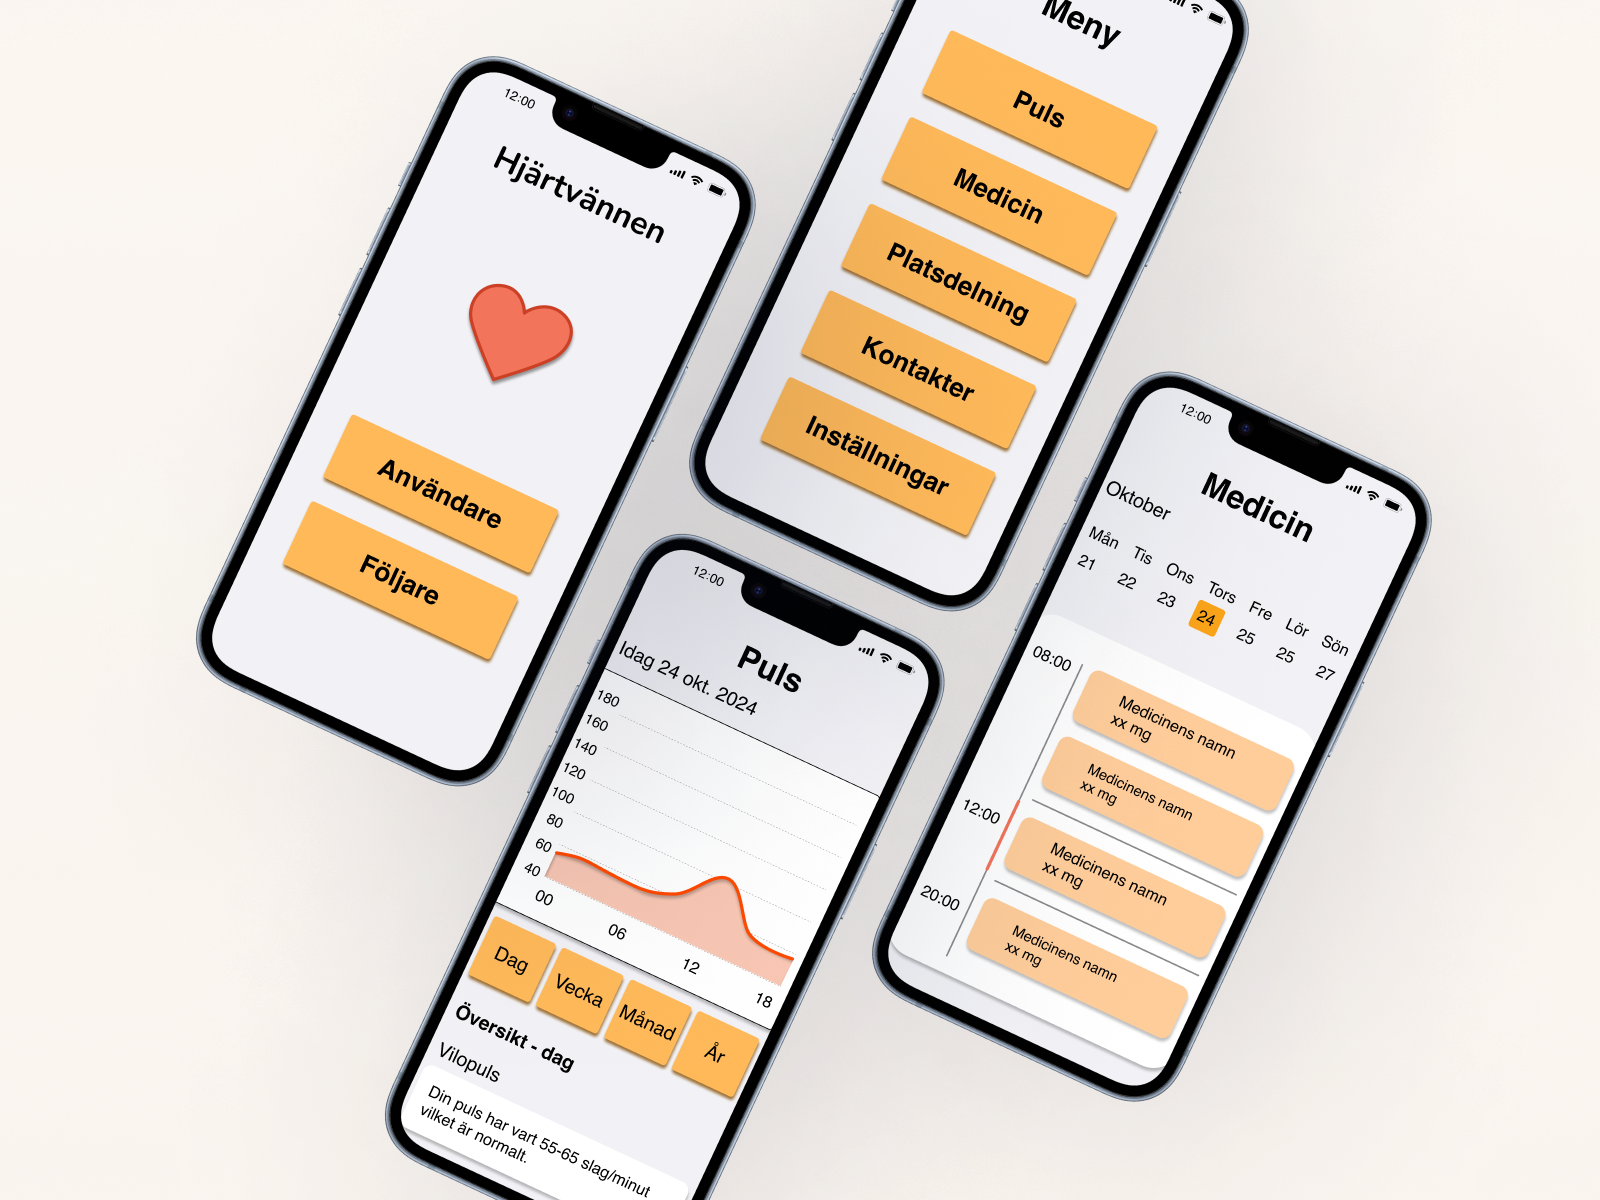 12:00
Hjärtvännen
Användare
Följare
Meny
Puls
Medicin
Platsdelning
Kontakter
Inställningar
12:00
Puls
Idag 24 okt. 2024
180
160
140
120
100
80
60
40
00 06 12 18
Dag Vecka Månad År
Översikt - dag
Vilopuls
Din puls har vart 55-65 slag/minut
vilket är normalt.
12:00
Medicin
Oktober
Mån Tis Ons Tors Fre Lör Sön
21 22 23 24 25 25 27
08:00
Medicinens namn
xx mg
Medicinens namn
xx mg
12:00
Medicinens namn
xx mg
20:00
Medicinens namn
xx mg